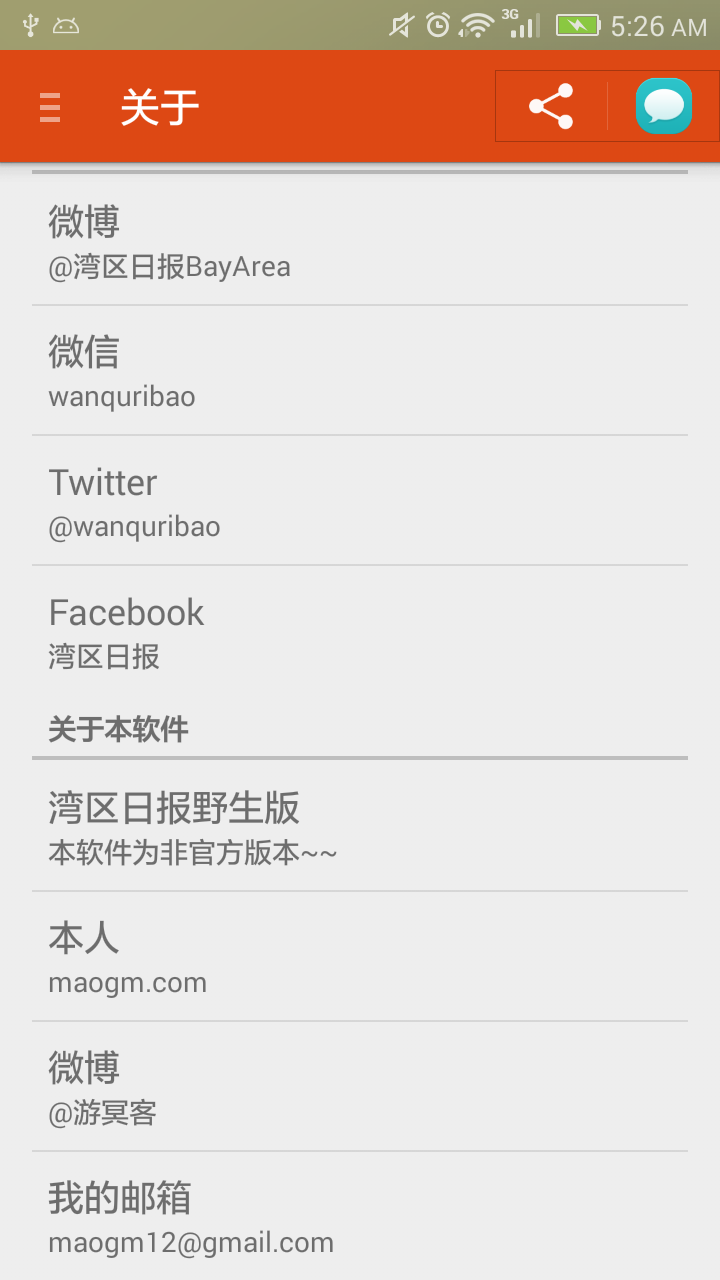 3G
5:26 AM
关于
微博
@湾区日报BayArea
微信
wanquribao
Twitter
@wanquribao
Facebook
湾区日报
关于本软件
湾区日报野生版
本软件为非官方版本~~
本人
maogm.com
微博
@游冥客
我的邮箱
maogm12@gmail.com